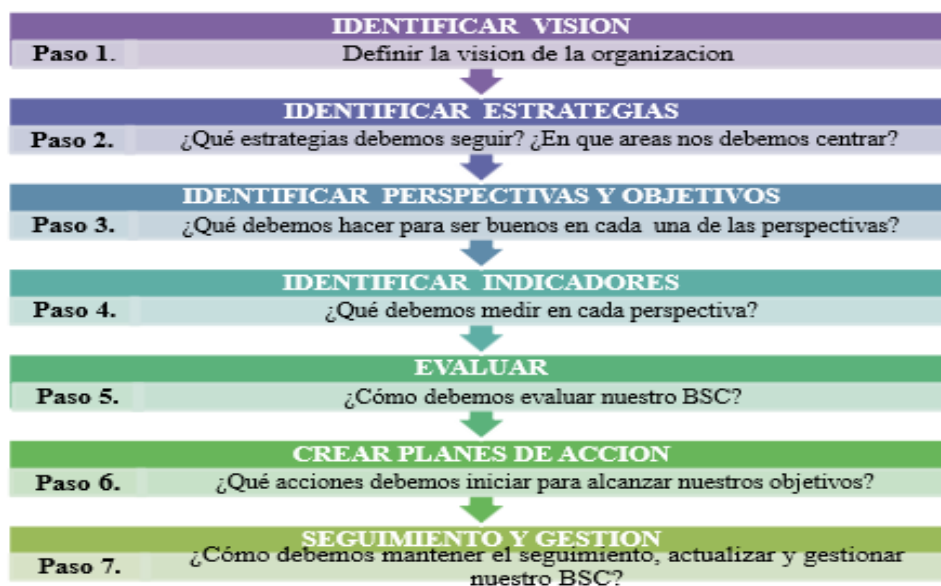 IDENTIFICAR VISION
Paso 1. Definir la vision de la organizacion
IDENTIFICAR ESTRATEGIAS
Paso 2. ¿Qué estrategias debemos seguir? ¿En que areas nos debemos centrar?
IDENTIFICAR PERSPECTIVAS Y OBJETIVOS
Paso 3. ¿Qué debemos hacer para ser buenos en cada una de las perspectivas?
IDENTIFICAR INDICADORES
Paso 4. ¿Qué debemos medir en cada perspectiva?
EVALUAR
Paso 5. ¿Cómo debemos evaluar nuestro BSC?
CREAR PLANES DE ACCION
Paso 6. ¿Qué acciones debemos iniciar para alcanzar nuestros objetivos?
SEGUIMIENTO Y GESTION
Paso 7. ¿Cómo debemos mantener el seguimiento, actualizar y gestionar
nuestro BSC?